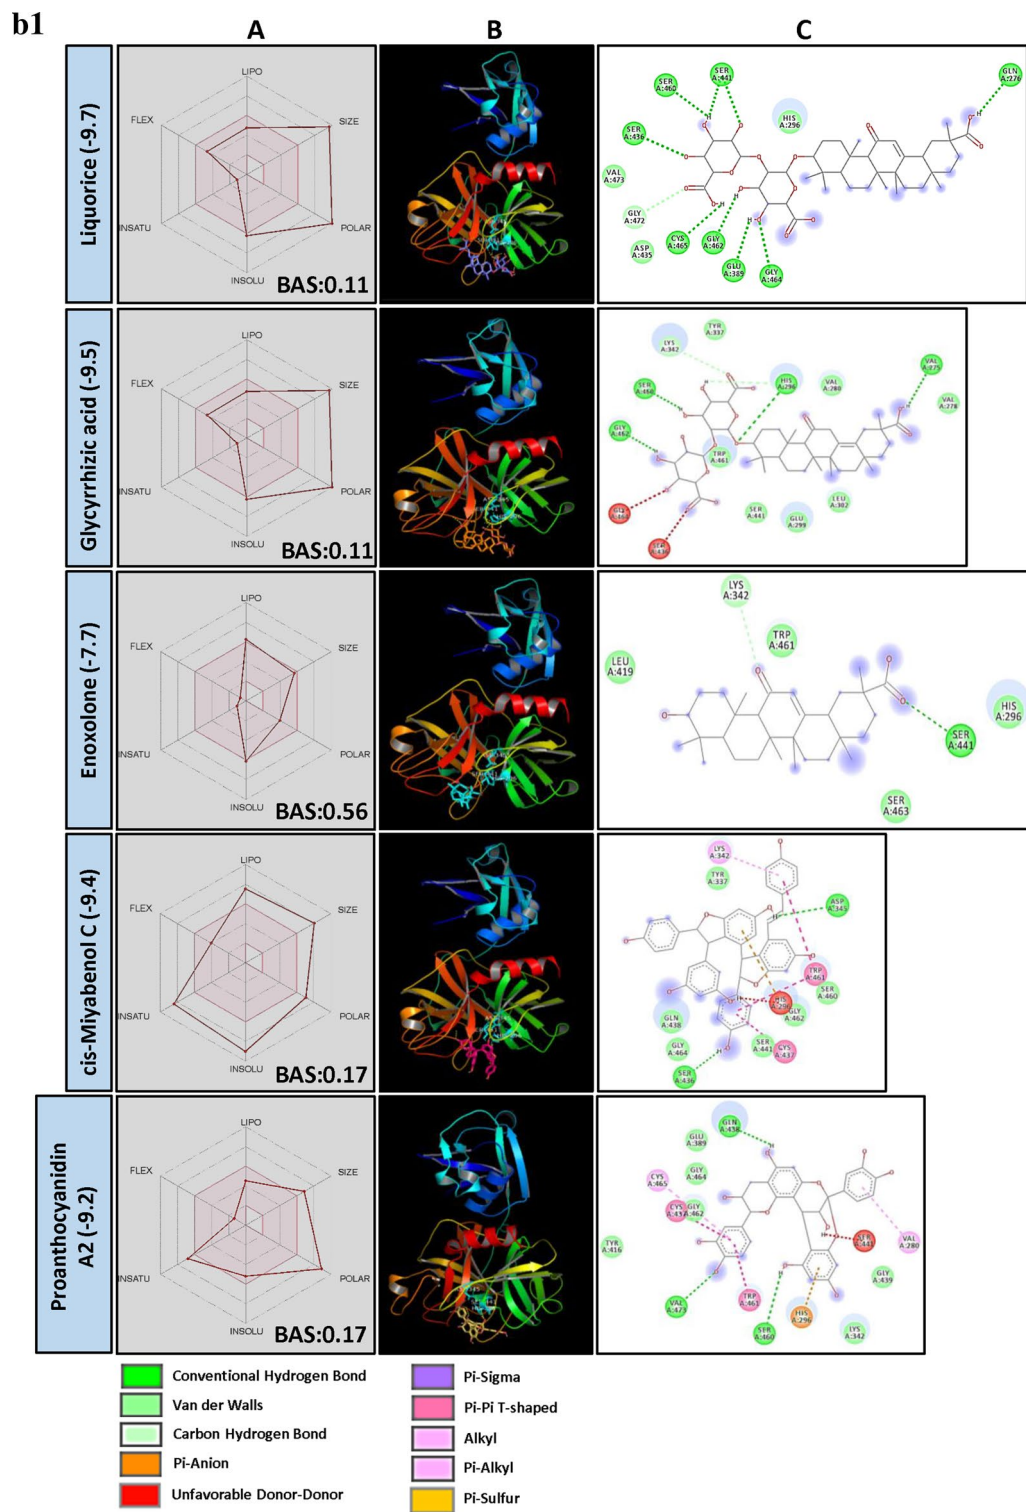 b1
A
B
C
Liquorice (-9.7)
LIPO
FLEX
SIZE
INSATU
POLAR
INSOLU
BAS:0.11
SER
A:460
SER
A:441
GLN
A:276
SER
A:436
HIS
A:296
VAL
A:473
GLY
A:472
ASP
A:435
CYS
A:465
GLY
A:462
GLU
A:389
GLY
A:464
Glycyrrhizic acid (-9.5)
LIPO
FLEX
SIZE
INSATU
POLAR
INSOLU
BAS:0.11
TYR
A:337
LYS
A:342
SER
A:460
HIS
A:296
VAL
A:280
VAL
A:275
VAL
A:278
GLY
A:462
TRP
A:461
SER
A:441
GLU
A:299
LEU
A:302
Enoxolone (-7.7)
LIPO
FLEX
SIZE
INSATU
POLAR
INSOLU
BAS:0.56
LYS
A:342
TRP
A:461
LEU
A:419
HIS
A:296
SER
A:441
SER
A:463
cis-Miyabenol C (-9.4)
LIPO
FLEX
SIZE
INSATU
POLAR
INSOLU
BAS:0.17
LYS
A:342
TYR
A:337
ASP
A:345
TRP
A:461
SER
A:460
HIS
A:296
GLY
A:462
GLN
A:438
GLY
A:464
SER
A:441
CYS
A:437
SER
A:436
Proanthocyanidin
A2 (-9.2)
LIPO
FLEX
SIZE
INSATU
POLAR
INSOLU
BAS:0.17
GLN
A:438
GLU
A:389
GLY
A:464
CYS
A:465
CYS
A:437
GLY
A:462
TYR
A:416
SER
A:441
VAL
A:280
GLY
A:439
VAL
A:473
TRP
A:461
SER
A:460
HIS
A:296
LYS
A:342
Conventional Hydrogen Bond
Van der Walls
Carbon Hydrogen Bond
Pi-Anion
Unfavorable Donor-Donor
Pi-Sigma
Pi-Pi T-shaped
Alkyl
Pi-Alkyl
Pi-Sulfur